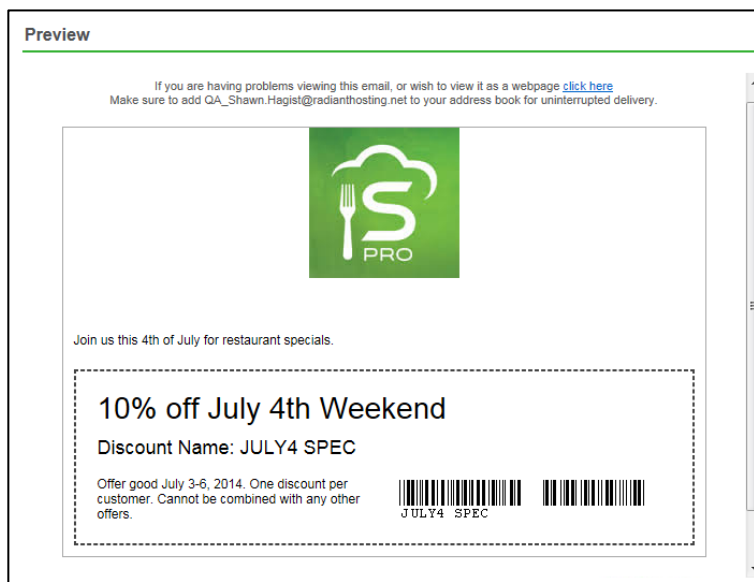 Preview
If you are having problems viewing this email, or wish to view it as a webpage click here
Make sure to add QA_Shawn.Hagist@radianthosting.net to your address book for uninterrupted delivery.
S
PRO
Join us this 4th of July for restaurant specials.
10% off July 4th Weekend
Discount Name: JULY4 SPEC
Offer good July 3-6, 2014. One discount per
customer. Cannot be combined with any other
offers.
JULY4 SPEC